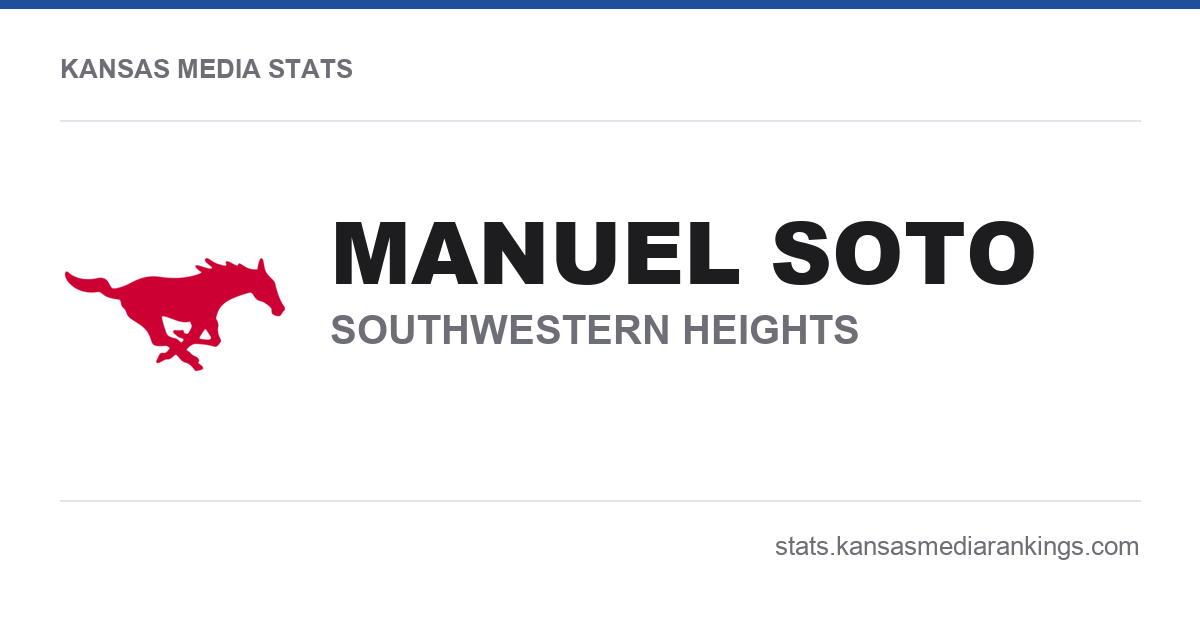 KANSAS MEDIA STATS
MANUEL SOTO
SOUTHWESTERN HEIGHTS
stats.kansasmediarankings.com